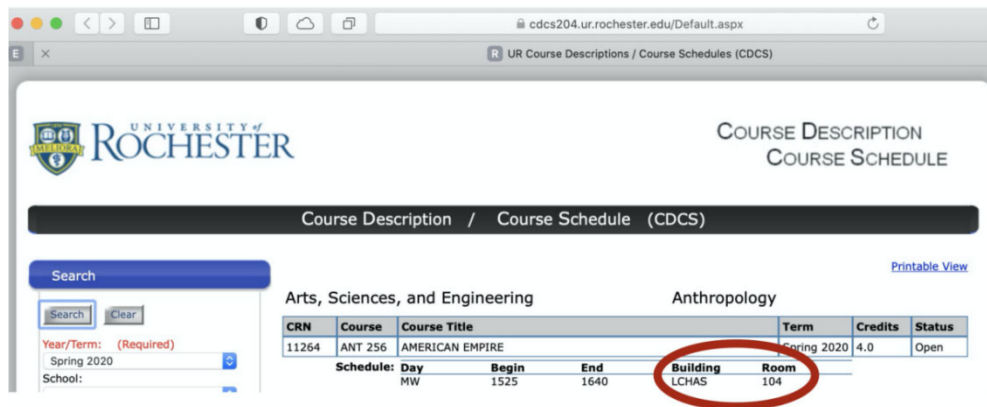 cdcs204.ur.rochester.edu/Default.aspx
E
R UR Course Descriptions / Course Schedules (CDCS)
MELIORA
UNIVERSITY of
ROCHESTER
COURSE DESCRIPTION
COURSE SCHEDULE
Course Description / Course Schedule (CDCS)
Printable View
Search
Arts, Sciences, and Engineering Anthropology
Search Clear
CRN Course Course Title Term Credits Status
Year/Term: (Required)
11264 ANT 256 AMERICAN EMPIRE Spring 2020 4.0 Open
Spring 2020
Schedule: Day Begin End Building Room
School:
MW 1525 1640 LCHAS 104